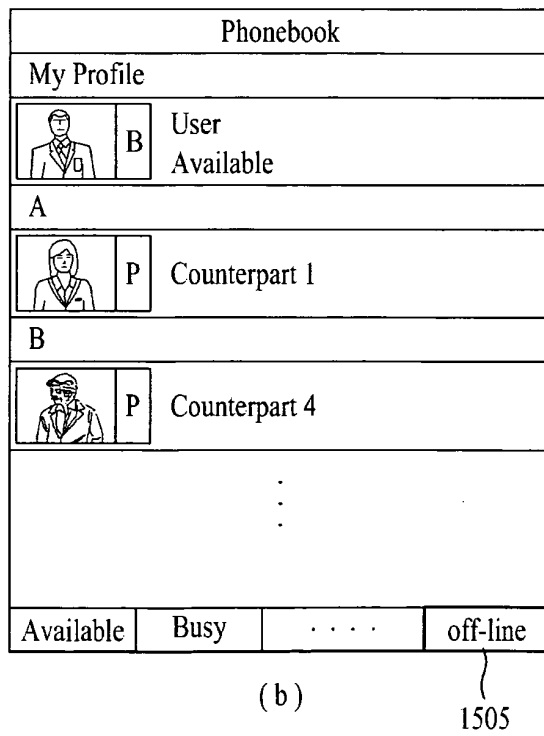 Phonebook
My Profile
B
User
Available
A
P
Counterpart 1
B
P
Counterpart 4
Available
Busy
. . . .
off-line
( b )
1505